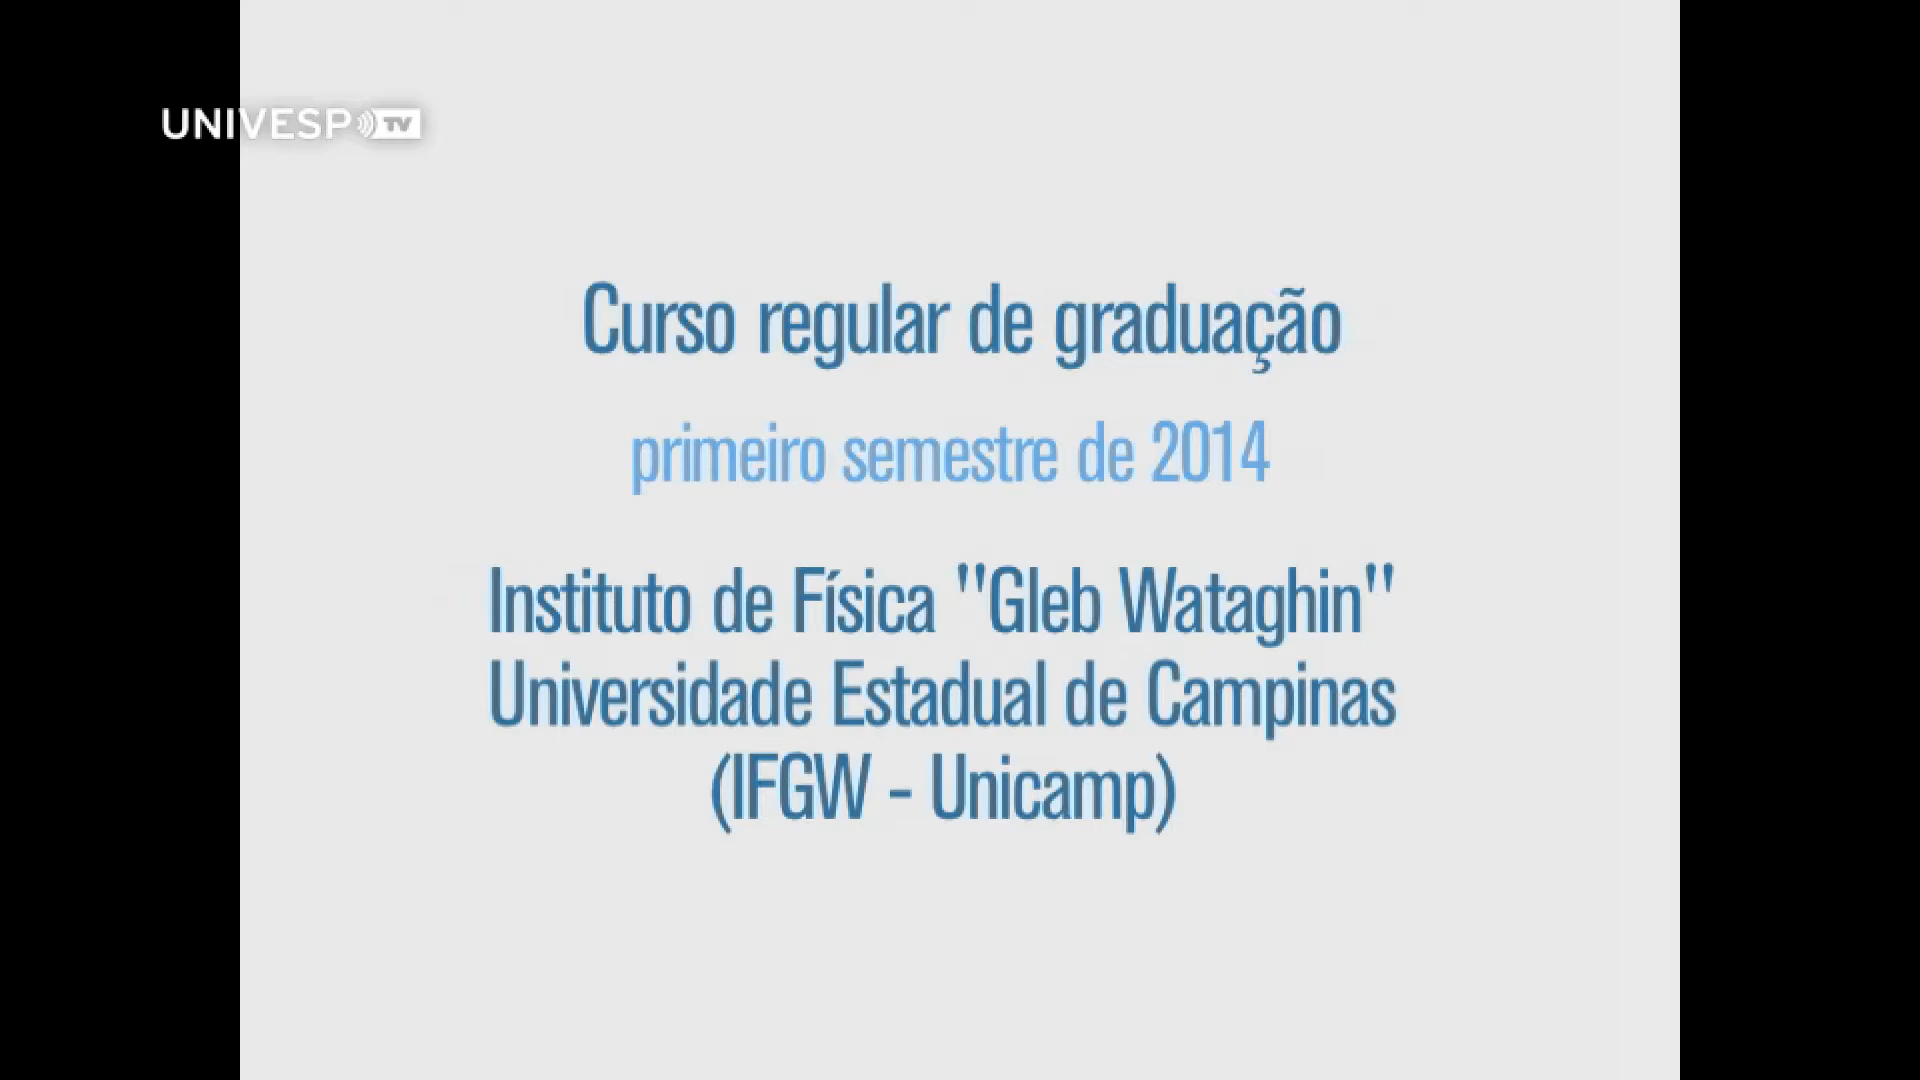 UNIVESP TV
Curso regular de graduação
primeiro semestre de 2014
Instituto de Física "Gleb Wataghin"
Universidade Estadual de Campinas
(IFGW - Unicamp)